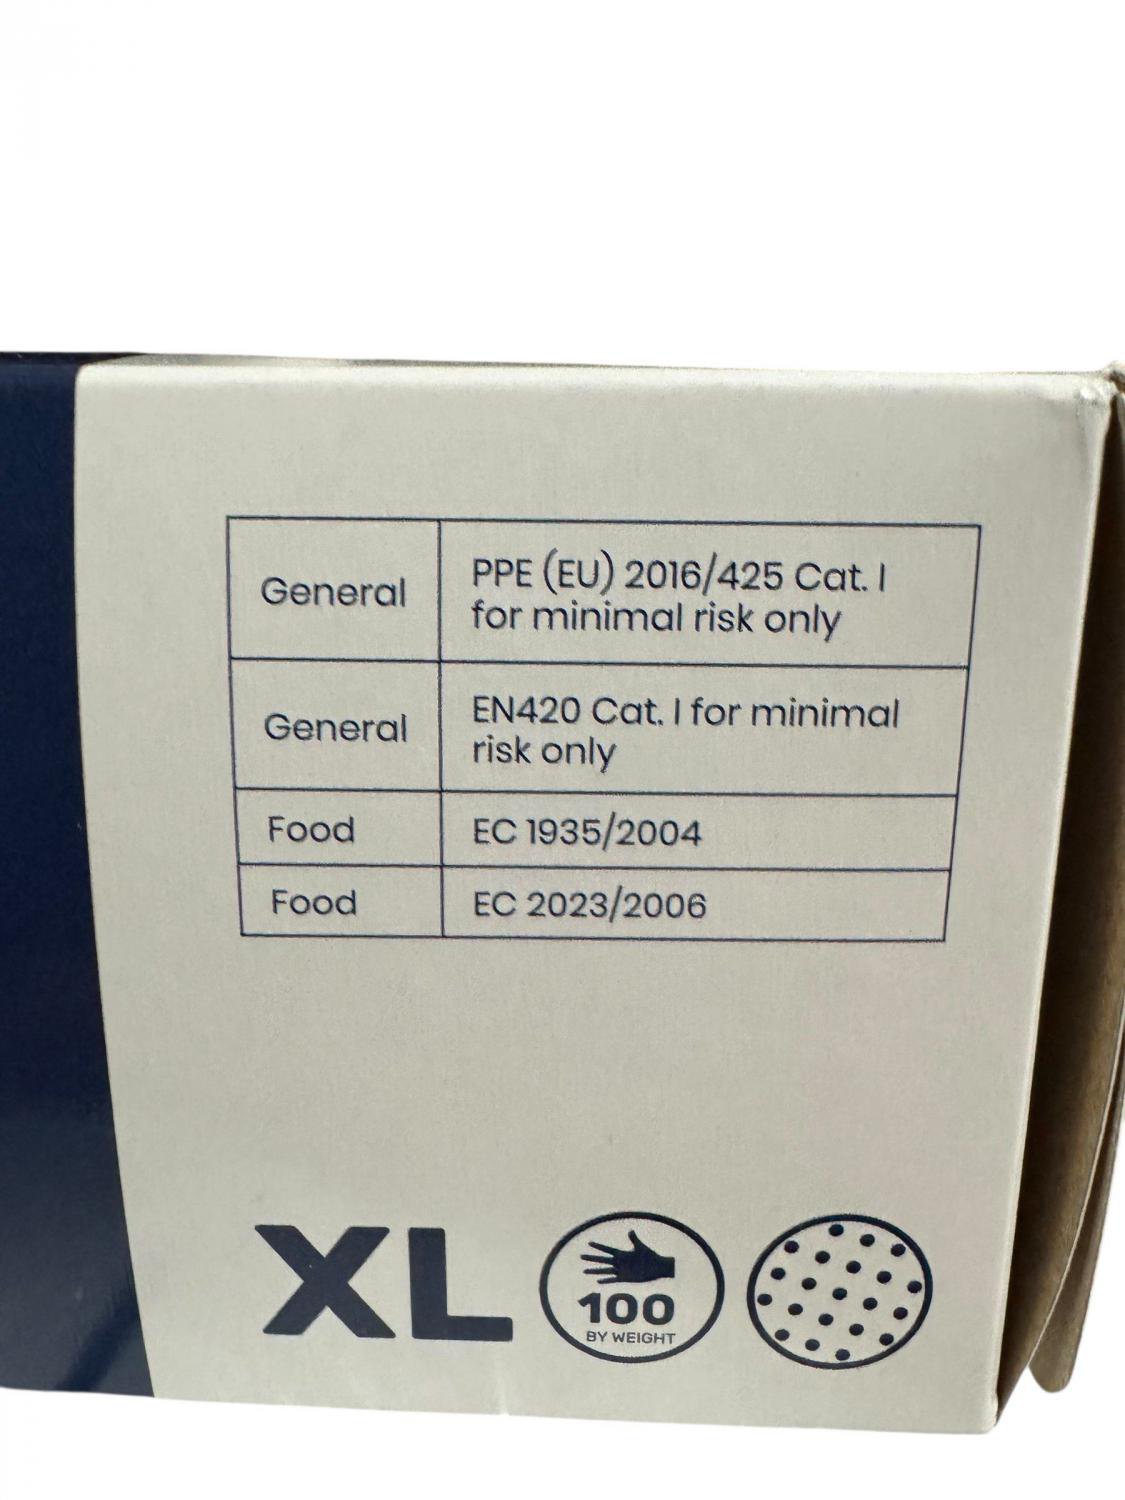 General
PPE (EU) 2016/425 Cat. I
for minimal risk only
General
EN420 Cat. I for minimal
risk only
Food
EC 1935/2004
Food
EC 2023/2006
XL
100
BY WEIGHT